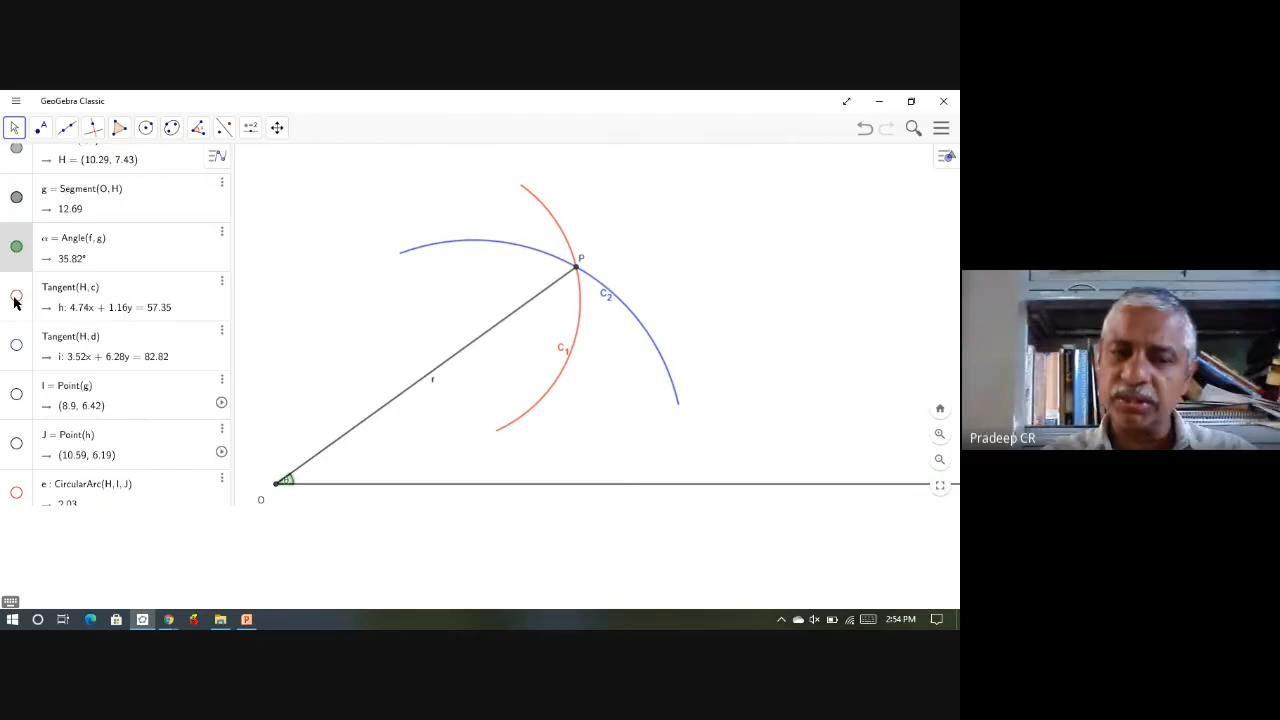 GeoGebra Classic
→ H = (10.29, 7.43)
g = Segment(O, H)
→ 12.69
α = Angle(f, g)
→ 35.82°
Tangent(H, c)
→ h: 4.74x + 1.16y = 57.35
Tangent(H, d)
→ i: 3.52x + 6.28y = 82.82
I = Point(g)
→ (8.9, 6.42)
J = Point(h)
→ (10.59, 6.19)
e : CircularArc(H, I, J)
→ 2.03
P
C₂
C₁
r
θ
O
Pradeep CR
2:54 PM